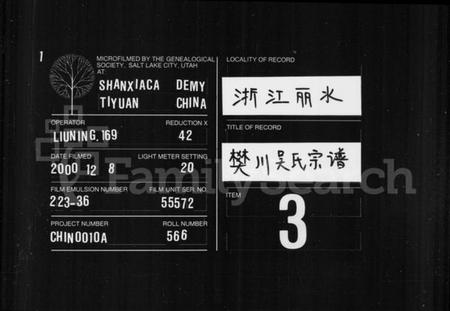 1
MICROFILMED BY THE GENEALOGICAL
SOCIETY, SALT LAKE CITY, UTAH
AT:
SHANXIACA DEMY
TIYUAN CHINA
OPERATOR REDUCTION X
LIUNING, 169 42
DATE FILMED LIGHT METER SETTING
2000 12 8 20
FILM EMULSION NUMBER FILM UNIT SER. NO.
223-36 55572
PROJECT NUMBER ROLL NUMBER
CHIN0010A 566
LOCALITY OF RECORD
浙江丽水
TITLE OF RECORD
樊川吴氏宗谱
ITEM
3
FamilySearch